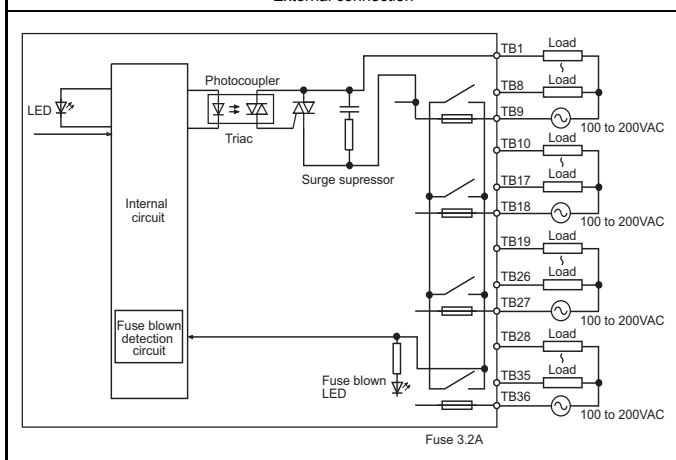 External connection
LED
Photocoupler
Triac
Surge supressor
Internal
circuit
Fuse blown
detection
circuit
Fuse blown
LED
Fuse 3.2A
TB1
Load
TB8
Load
TB9
100 to 200VAC
TB10
Load
TB17
Load
TB18
100 to 200VAC
TB19
Load
TB26
Load
TB27
100 to 200VAC
TB28
Load
TB35
Load
TB36
100 to 200VAC